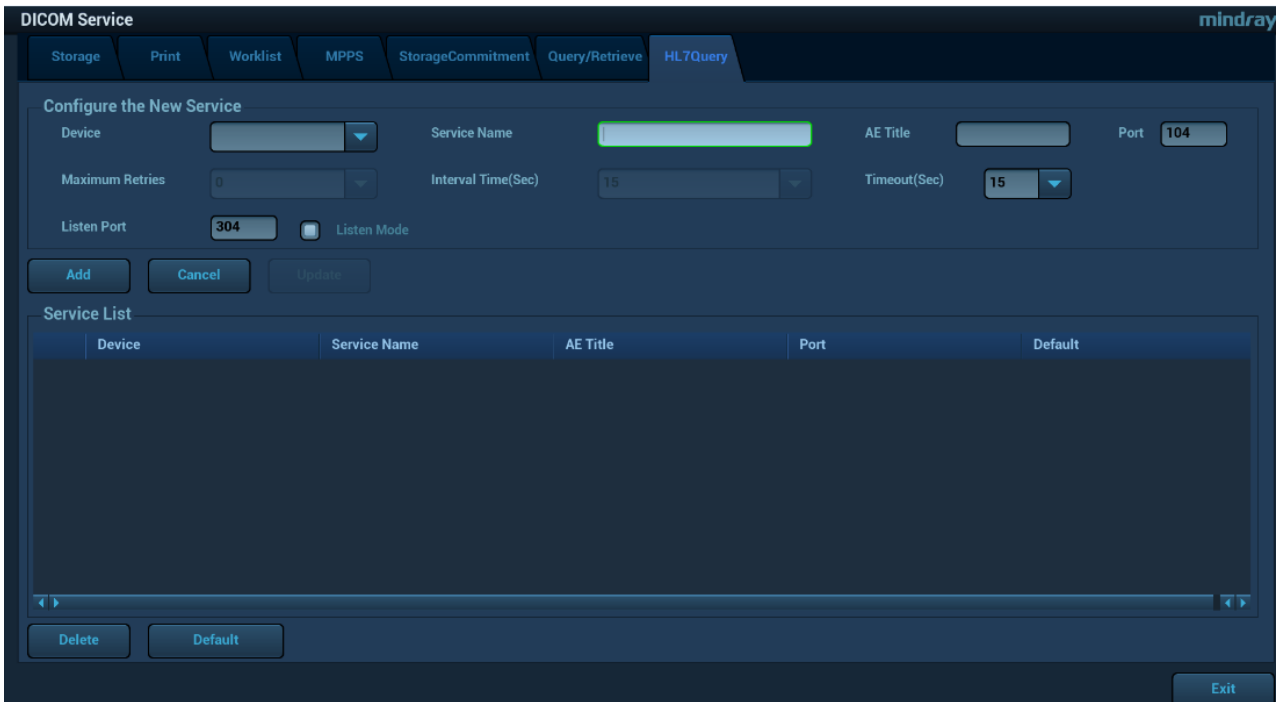 DICOM Service mindray
Storage Print Worklist MPPS StorageCommitment Query/Retrieve HL7Query
Configure the New Service
Device Service Name AE Title Port 104
Maximum Retries 0 Interval Time(Sec) 15 Timeout(Sec) 15
Listen Port 304 Listen Mode
Add Cancel Update
Service List
Device Service Name AE Title Port Default
Delete Default
Exit